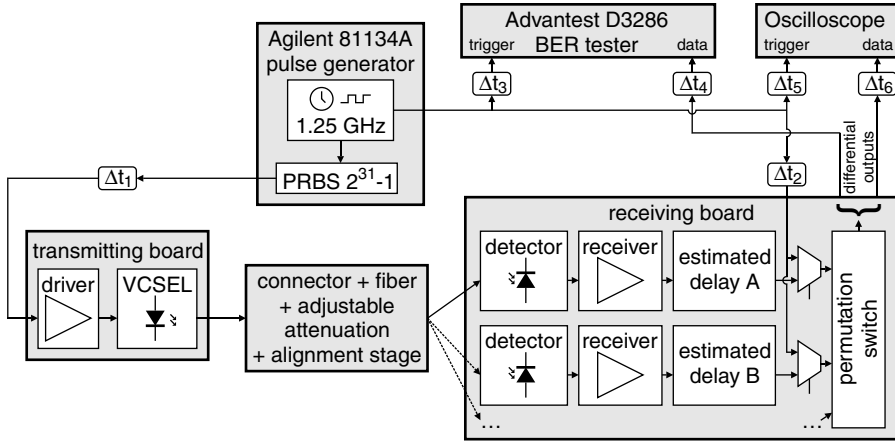 Agilent 81134A
pulse generator
1.25 GHz
PRBS 2³¹-1
Advantest D3286
BER tester
trigger
data
Oscilloscope
trigger
data
Δt₃
Δt₄
Δt₅
Δt₆
Δt₁
Δt₂
differential
outputs
transmitting board
driver
VCSEL
connector + fiber
+ adjustable
attenuation
+ alignment stage
receiving board
detector
receiver
estimated
delay A
detector
receiver
estimated
delay B
...
...
permutation
switch